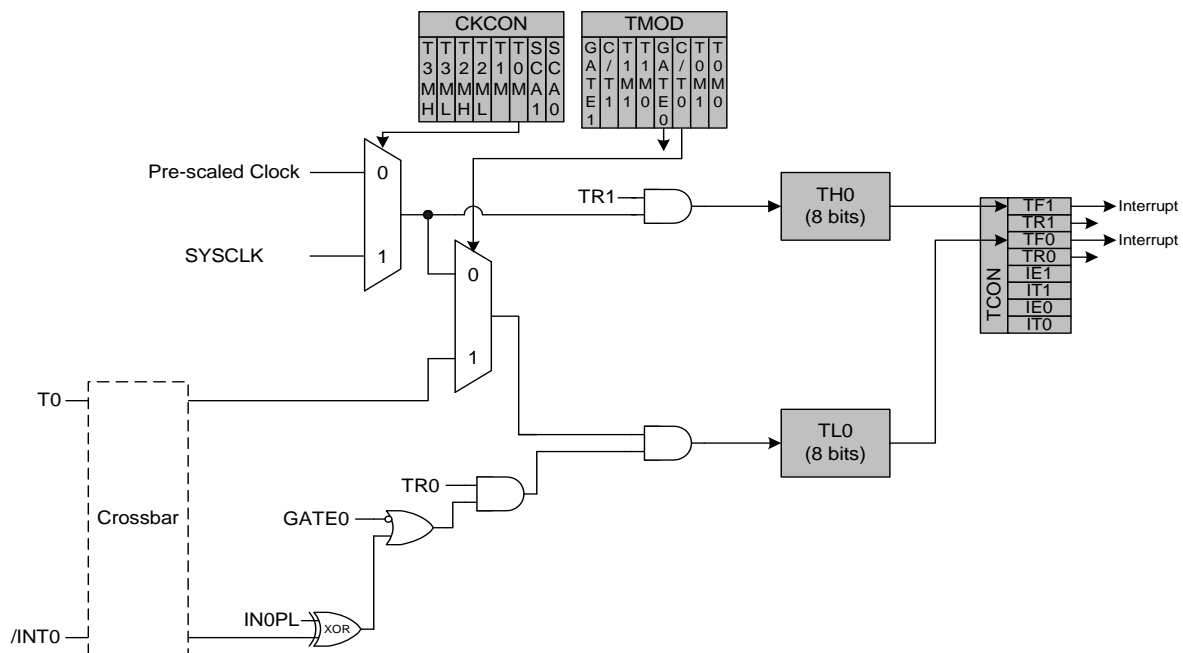 CKCON
TMOD
T3MH
T3ML
T2MH
T2ML
T1M
T0M
SCA1
SCA0
GATE1
C/T1
T1M1
T1M0
GATE0
C/T0
T0M1
T0M0
Pre-scaled Clock
0
TR1
TH0
(8 bits)
TCON
TF1
Interrupt
TR1
TF0
Interrupt
TR0
IE1
IT1
IE0
IT0
SYSCLK
1
0
1
T0
TL0
(8 bits)
TR0
Crossbar
GATE0
IN0PL
XOR
/INT0